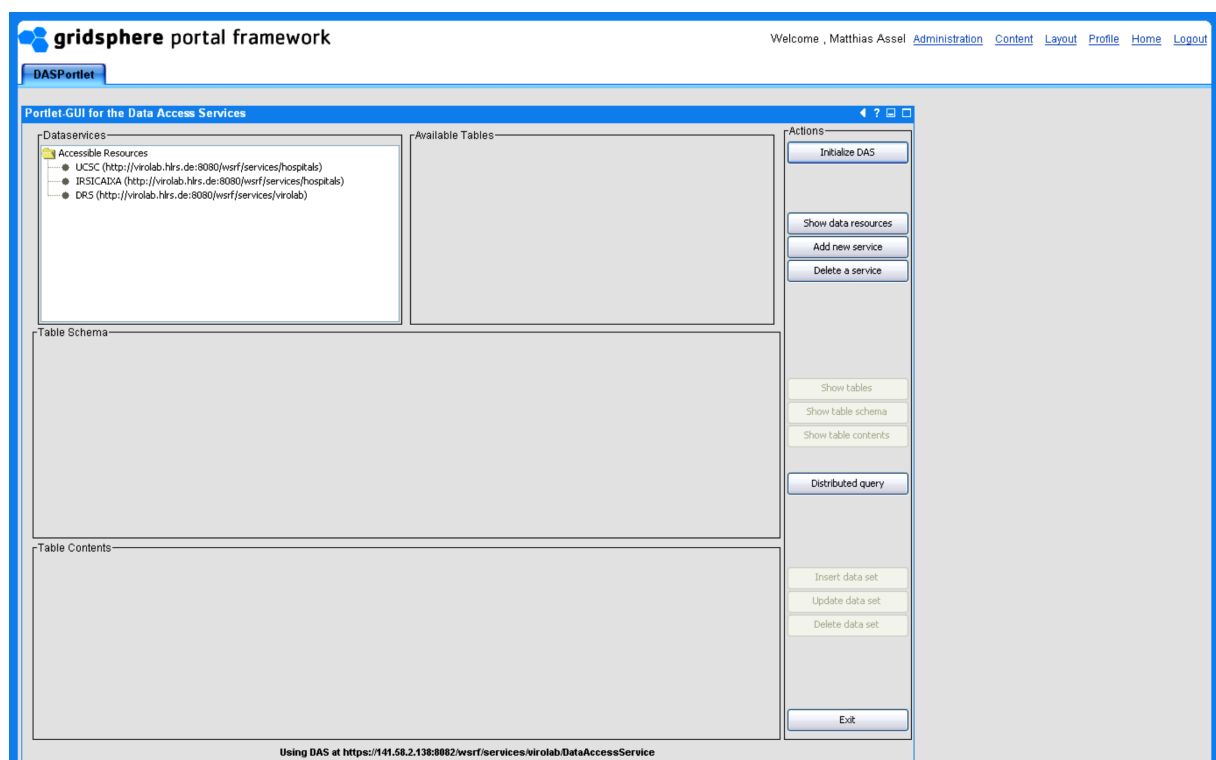 gridsphere portal framework
Welcome , Matthias Assel Administration Content Layout Profile Home Logout
DASPortlet
Portlet-GUI for the Data Access Services
?
Dataservices
Accessible Resources
UCSC (http://virolab.hlrs.de:8080/wsrf/services/hospitals)
IRSICAIXA (http://virolab.hlrs.de:8080/wsrf/services/hospitals)
DRS (http://virolab.hlrs.de:8080/wsrf/services/virolab)
Available Tables
Actions
Initialize DAS
Show data resources
Add new service
Delete a service
Table Schema
Show tables
Show table schema
Show table contents
Distributed query
Table Contents
Insert data set
Update data set
Delete data set
Exit
Using DAS at https://141.58.2.138:8082/wsrf/services/virolab/DataAccessService